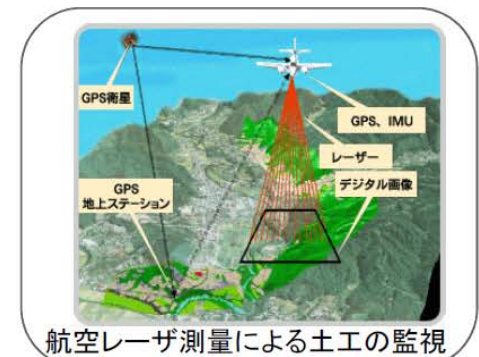 GPS衛星
GPS、IMU
レーザー
デジタル画像
GPS
地上ステーション
航空レーザ測量による土工の監視